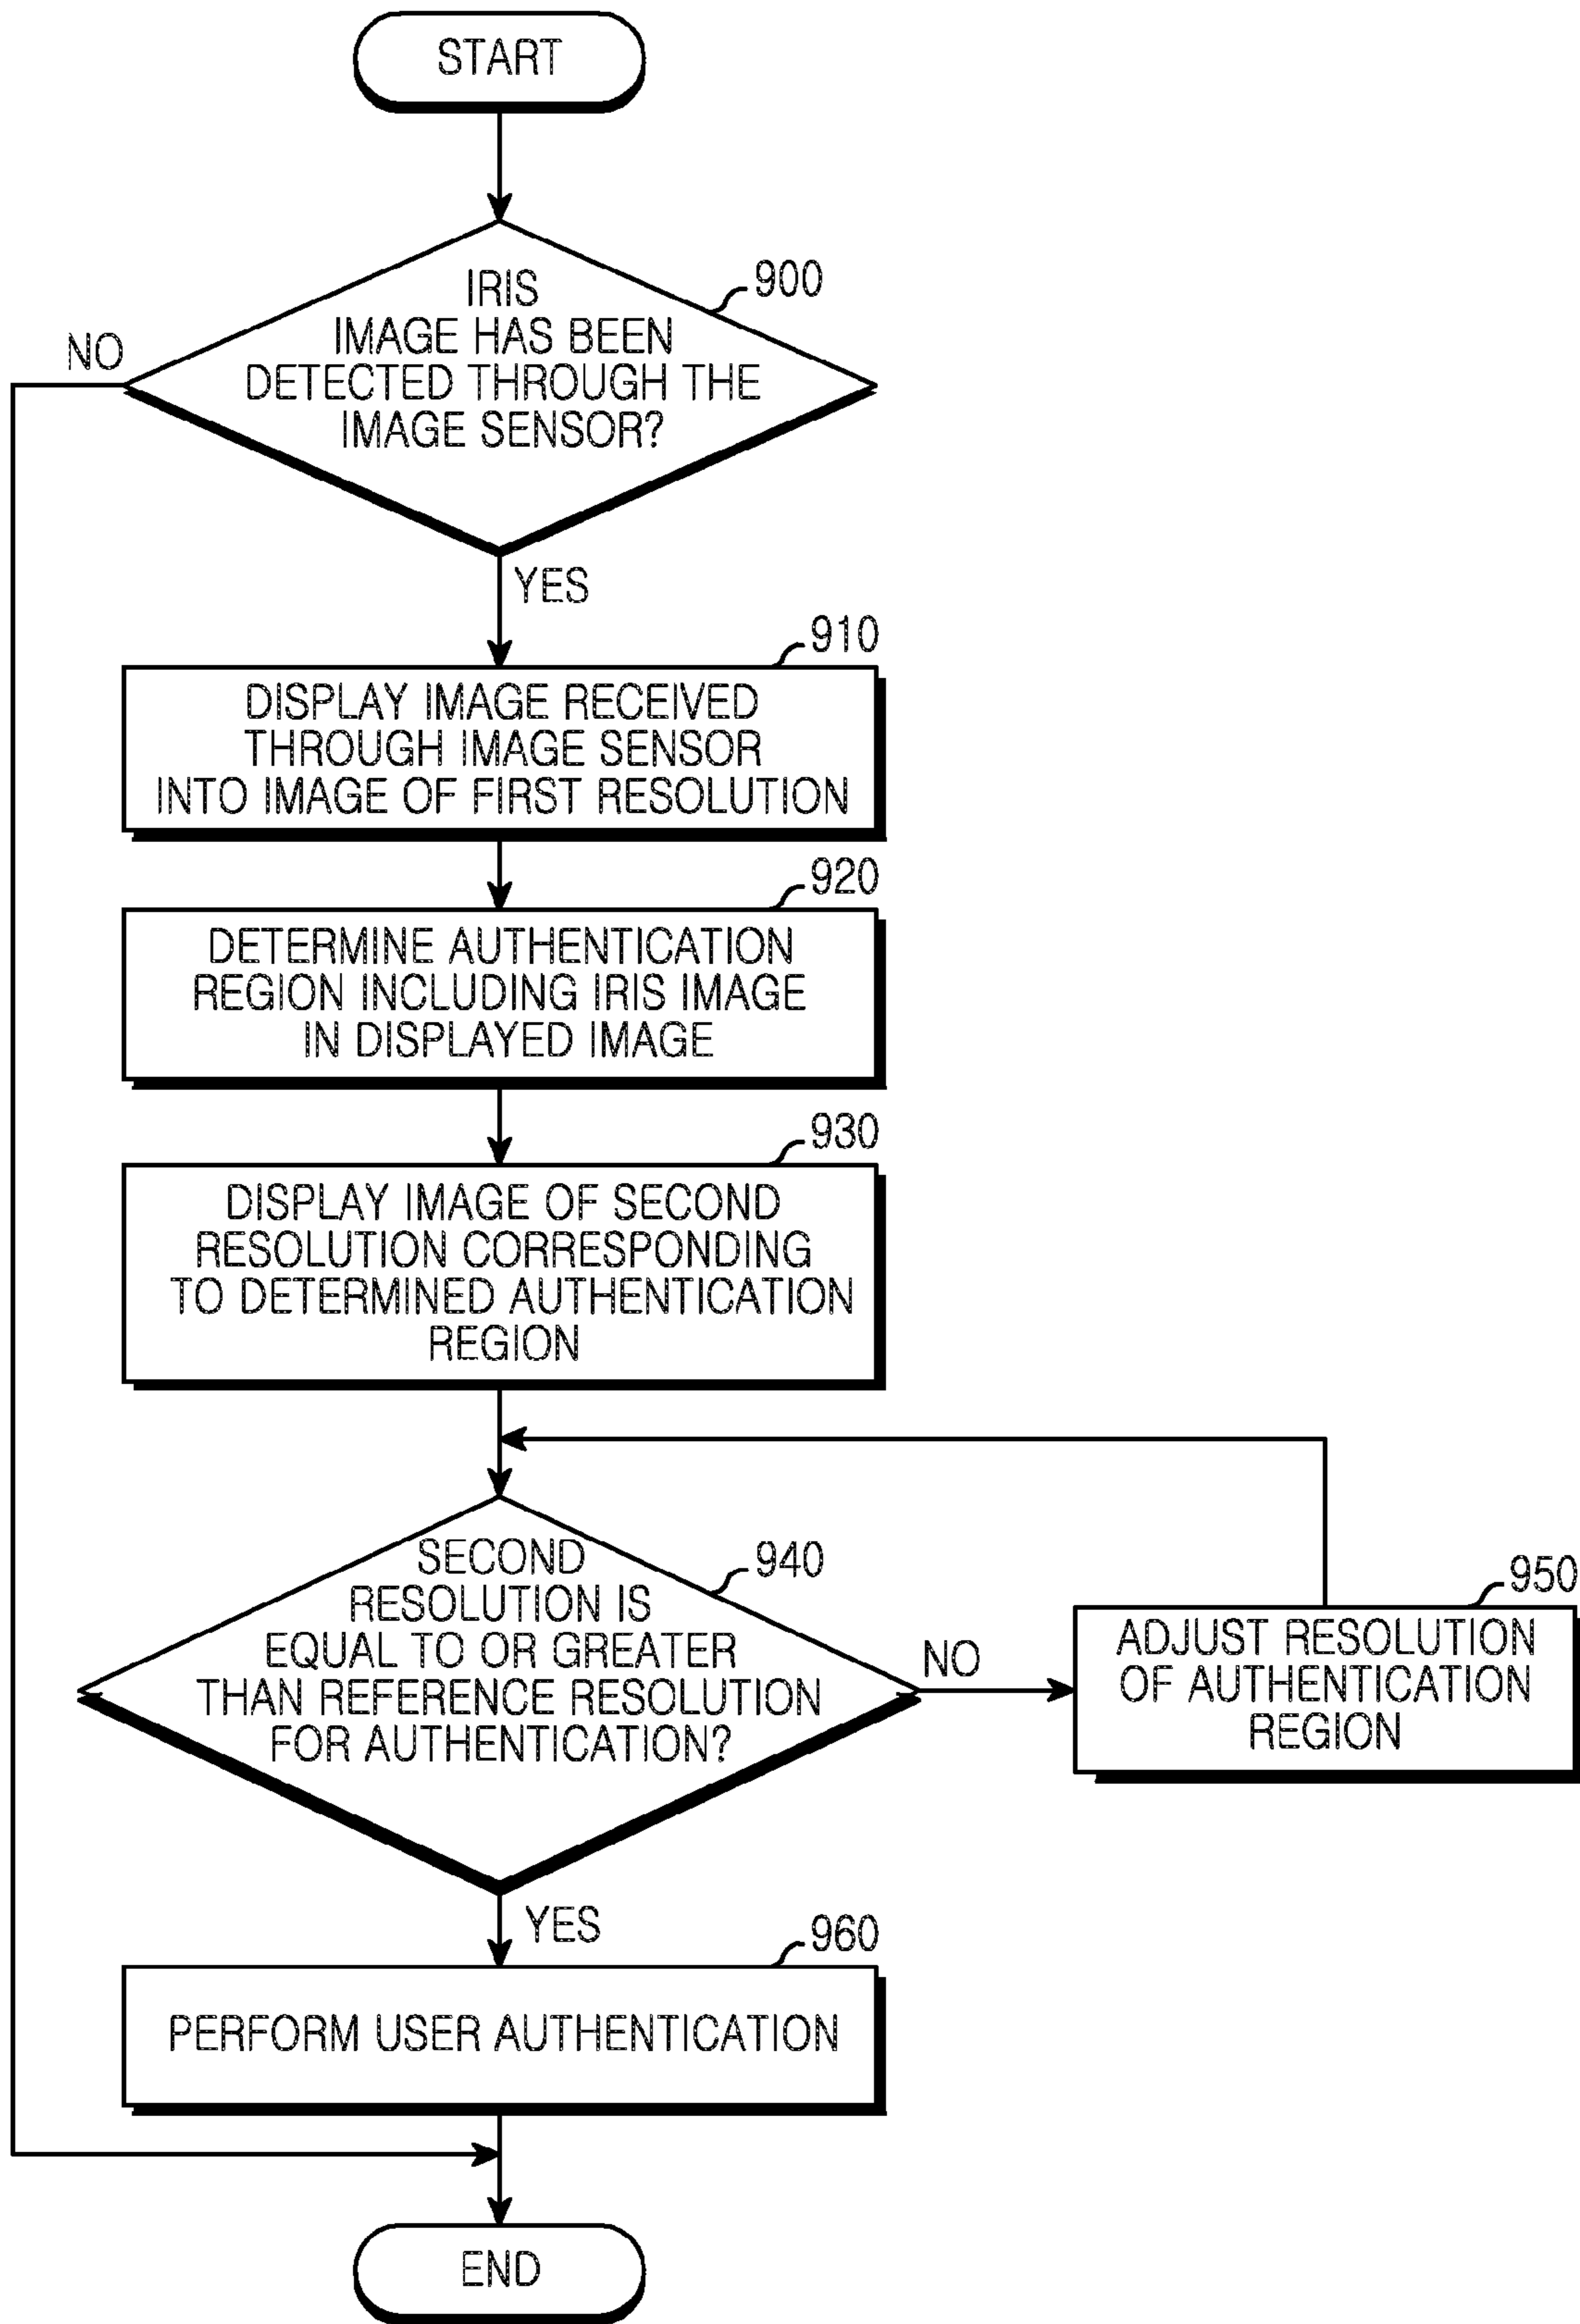 START
900
IRIS
IMAGE HAS BEEN
DETECTED THROUGH THE
IMAGE SENSOR?
NO
YES
910
DISPLAY IMAGE RECEIVED
THROUGH IMAGE SENSOR
INTO IMAGE OF FIRST RESOLUTION
920
DETERMINE AUTHENTICATION
REGION INCLUDING IRIS IMAGE
IN DISPLAYED IMAGE
930
DISPLAY IMAGE OF SECOND
RESOLUTION CORRESPONDING
TO DETERMINED AUTHENTICATION
REGION
940
SECOND
RESOLUTION IS
EQUAL TO OR GREATER
THAN REFERENCE RESOLUTION
FOR AUTHENTICATION?
NO
950
ADJUST RESOLUTION
OF AUTHENTICATION
REGION
YES
960
PERFORM USER AUTHENTICATION
END